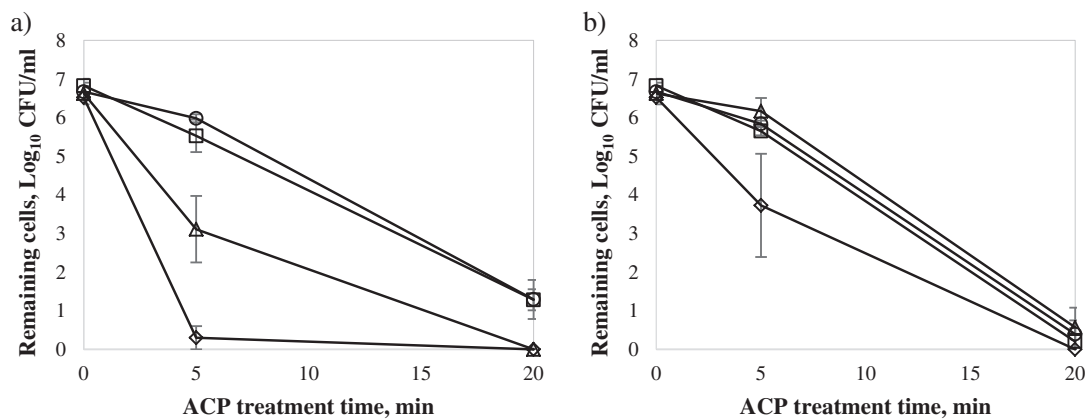 a)
Remaining cells, Log₁₀ CFU/ml
8
7
6
5
4
3
2
1
0
0 5 10 15 20
ACP treatment time, min
b)
Remaining cells, Log₁₀ CFU/ml
8
7
6
5
4
3
2
1
0
0 5 10 15 20
ACP treatment time, min